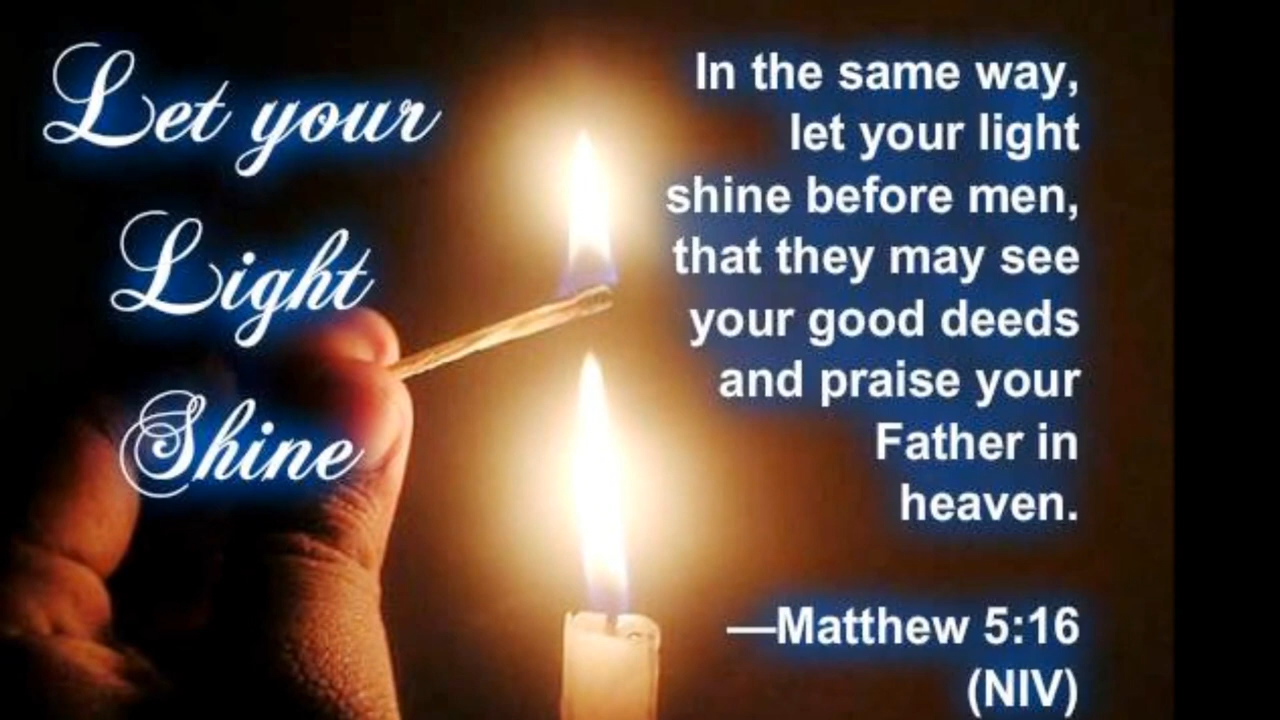 Let your
Light
Shine
In the same way,
let your light
shine before men,
that they may see
your good deeds
and praise your
Father in
heaven.
—Matthew 5:16
(NIV)